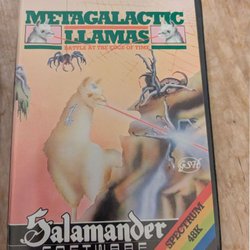 METAGALACTIC
LLAMAS
BATTLE AT THE EDGE OF TIME
Salamander
SOFTWARE
SPECTRUM
48K